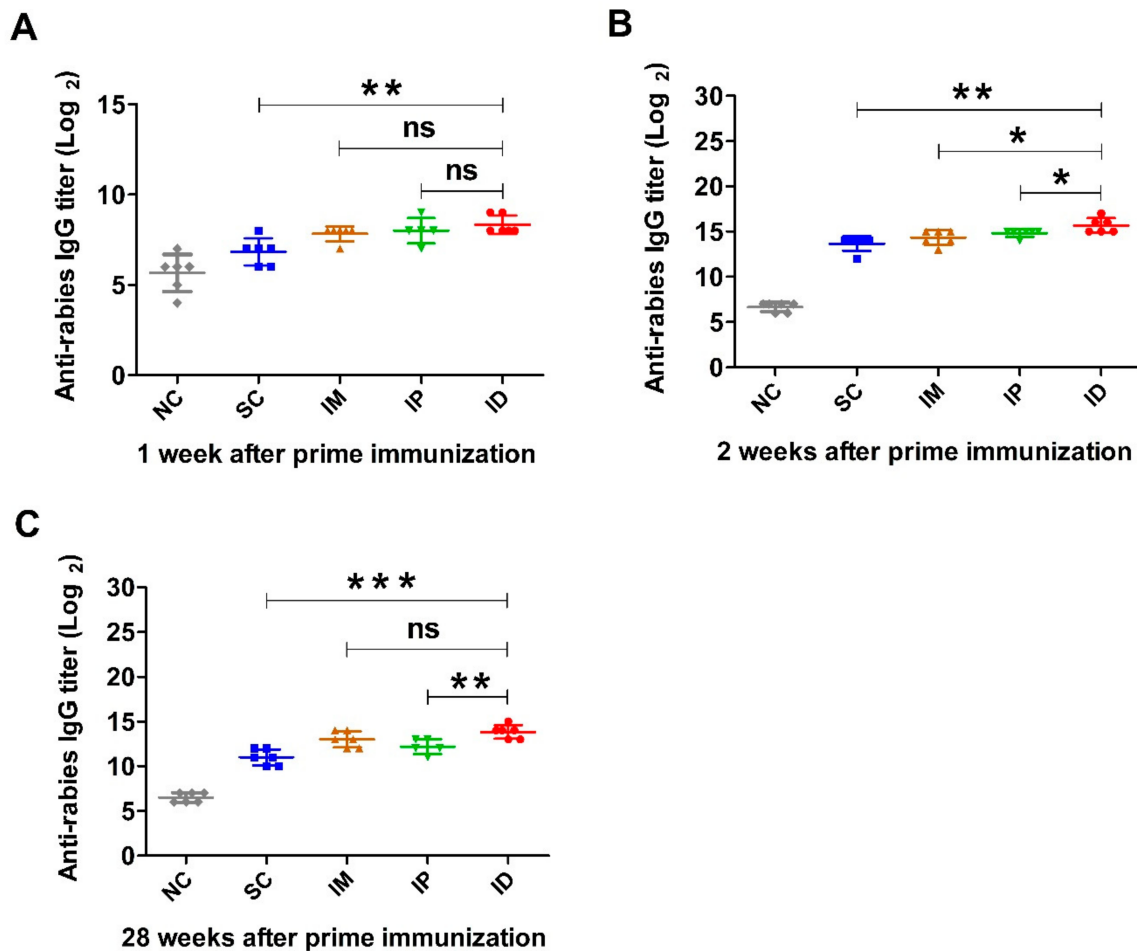 A
Anti-rabies IgG titer (Log 2)
15
10
5
0
**
ns
ns
NC SC IM IP ID
1 week after prime immunization
B
Anti-rabies IgG titer (Log 2)
30
25
20
15
10
5
0
**
*
*
NC SC IM IP ID
2 weeks after prime immunization
C
Anti-rabies IgG titer (Log 2)
30
25
20
15
10
5
0
***
ns
**
NC SC IM IP ID
28 weeks after prime immunization